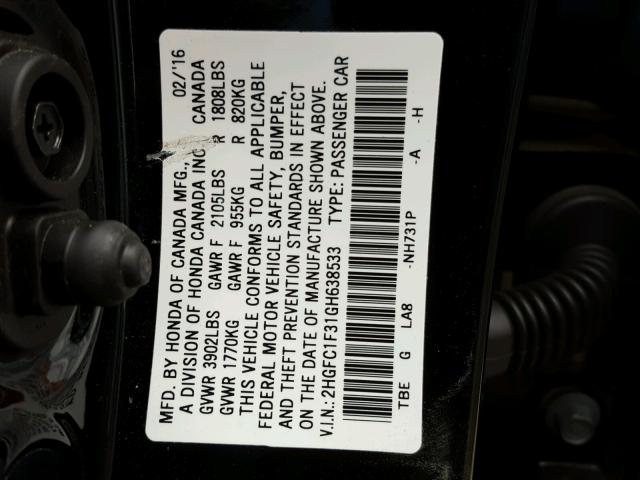 MFD. BY HONDA OF CANADA MFG., 02/'16
A DIVISION OF HONDA CANADA INC. CANADA
GVWR 3902LBS GAWR F 2105LBS R 1808LBS
GVWR 1770KG GAWR F 955KG R 820KG
THIS VEHICLE CONFORMS TO ALL APPLICABLE
FEDERAL MOTOR VEHICLE SAFETY, BUMPER,
AND THEFT PREVENTION STANDARDS IN EFFECT
ON THE DATE OF MANUFACTURE SHOWN ABOVE.
V.I.N.: 2HGFC1F31GH638533 TYPE: PASSENGER CAR
TBE G LA8 -NH731P -A -H